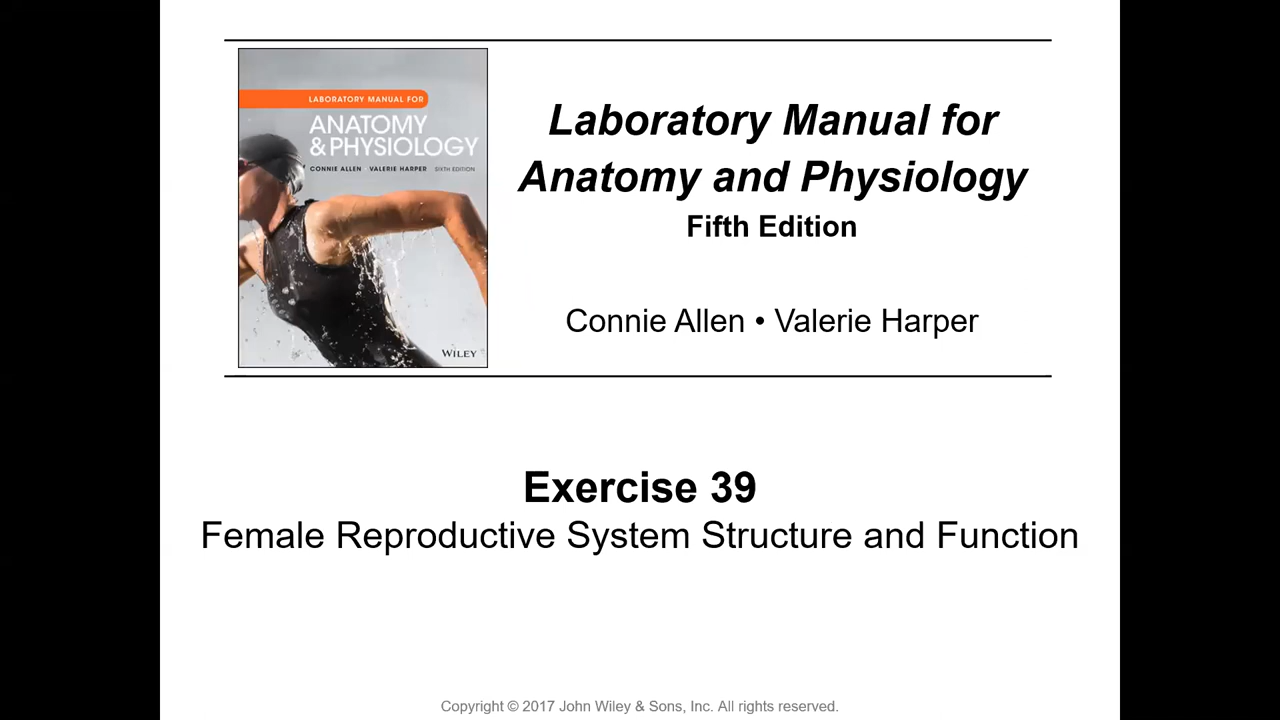 LABORATORY MANUAL FOR
ANATOMY
& PHYSIOLOGY
CONNIE ALLEN VALERIE HARPER SIXTH EDITION
WILEY
Laboratory Manual for
Anatomy and Physiology
Fifth Edition
Connie Allen • Valerie Harper
Exercise 39
Female Reproductive System Structure and Function
Copyright © 2017 John Wiley & Sons, Inc. All rights reserved.